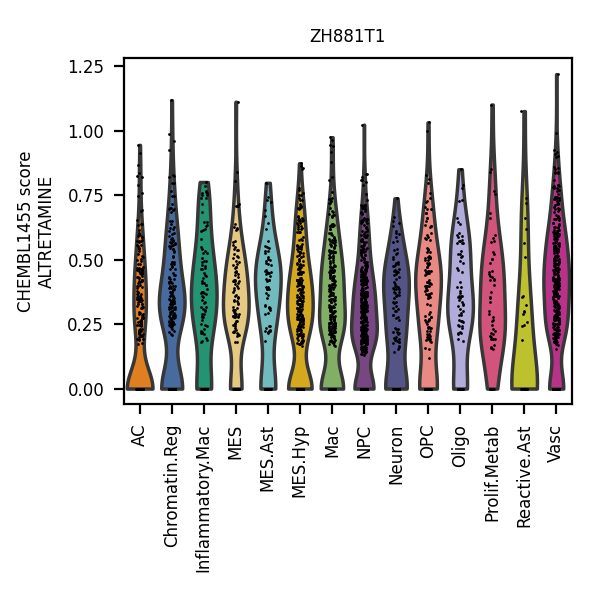 ZH881T1
CHEMBL1455 score
ALTRETAMINE
1.25
1.00
0.75
0.50
0.25
0.00
AC
Chromatin.Reg
Inflammatory.Mac
MES
MES.Ast
MES.Hyp
Mac
NPC
Neuron
OPC
Oligo
Prolif.Metab
Reactive.Ast
Vasc